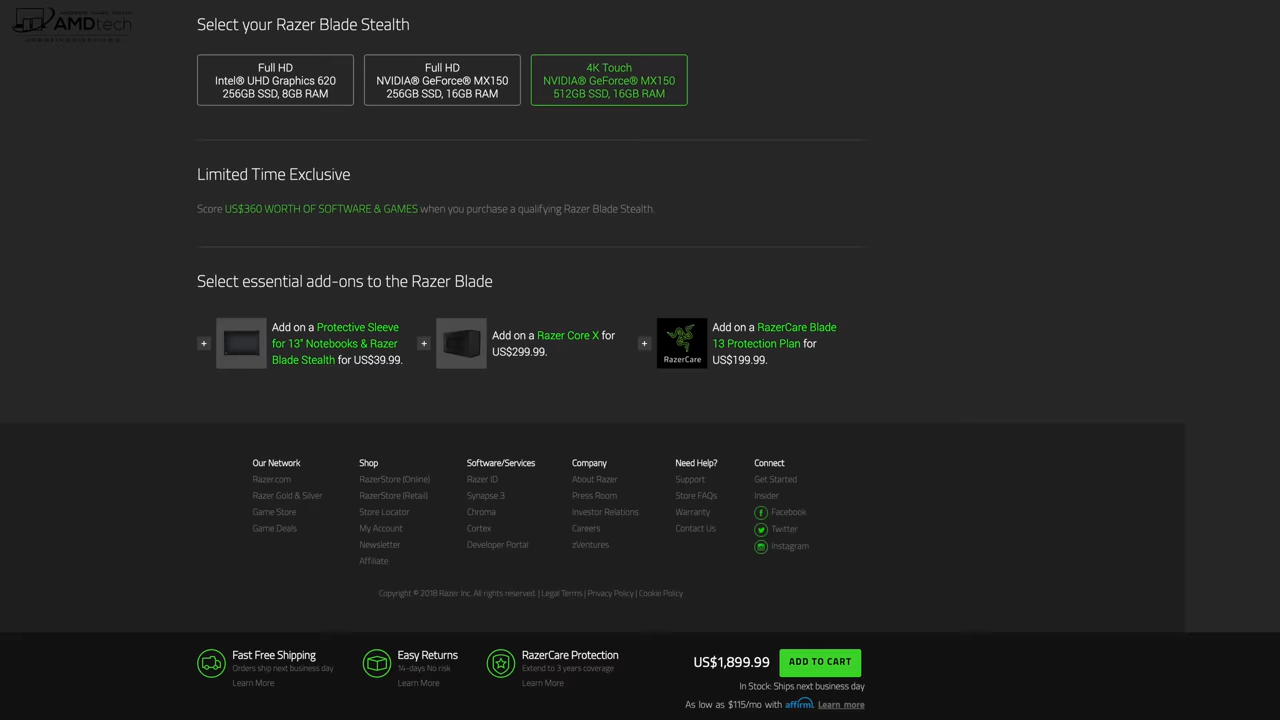 AMDtech
Select your Razer Blade Stealth
Full HD
Intel® UHD Graphics 620
256GB SSD, 8GB RAM
Full HD
NVIDIA® GeForce® MX150
256GB SSD, 16GB RAM
4K Touch
NVIDIA® GeForce® MX150
512GB SSD, 16GB RAM
Limited Time Exclusive
Score US$360 WORTH OF SOFTWARE & GAMES when you purchase a qualifying Razer Blade Stealth.
Select essential add-ons to the Razer Blade
+
Add on a Protective Sleeve
for 13" Notebooks & Razer
Blade Stealth for US$39.99.
+
Add on a Razer Core X for
US$299.99.
+
RazerCare
Add on a RazerCare Blade
13 Protection Plan for
US$199.99.
Our Network
Razer.com
Razer Gold & Silver
Game Store
Game Deals
Shop
RazerStore (Online)
RazerStore (Retail)
Store Locator
My Account
Newsletter
Affiliate
Software/Services
Razer ID
Synapse 3
Chroma
Cortex
Developer Portal
Company
About Razer
Press Room
Investor Relations
Careers
zVentures
Need Help?
Support
Store FAQs
Warranty
Contact Us
Connect
Get Started
Insider
Facebook
Twitter
Instagram
Copyright © 2018 Razer Inc. All rights reserved. | Legal Terms | Privacy Policy | Cookie Policy
Fast Free Shipping
Orders ship next business day
Learn More
Easy Returns
14-days No risk
Learn More
RazerCare Protection
Extend to 3 years coverage
Learn More
US$1,899.99
ADD TO CART
In Stock: Ships next business day
As low as $115/mo with affirm. Learn more